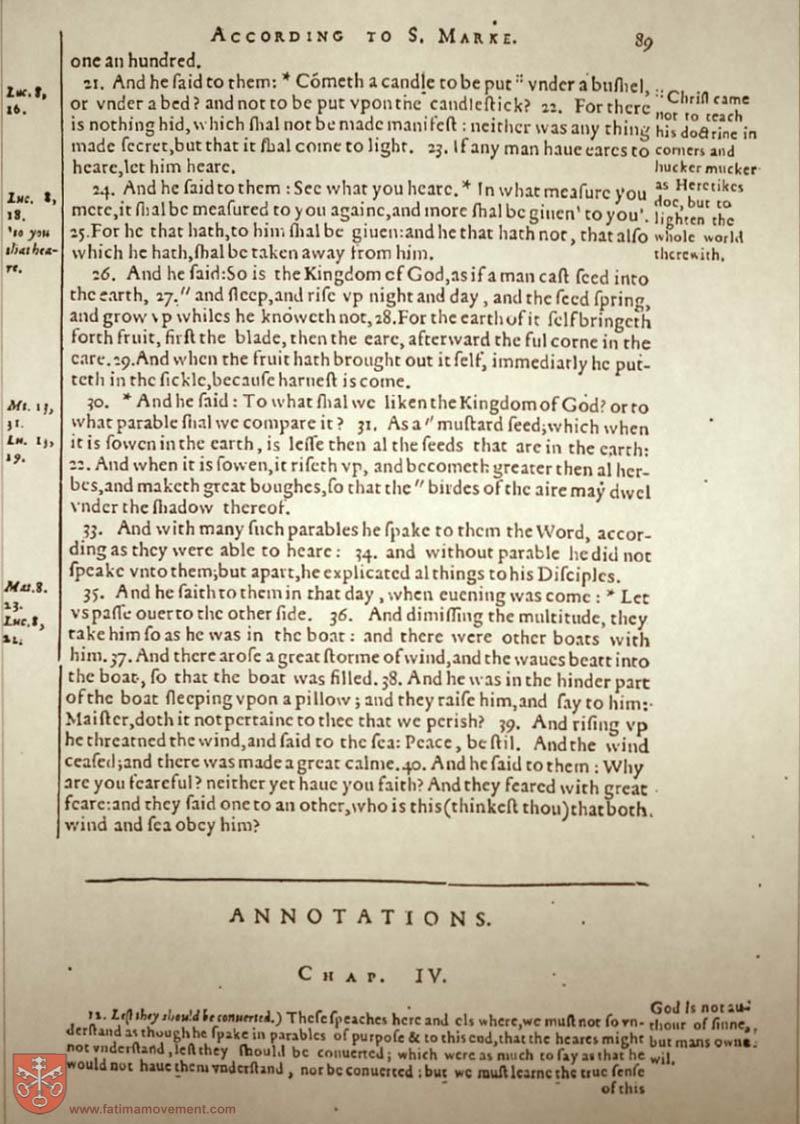 ACCORDING TO S. MARKE. 89
one an hundred.
21. And he ſaid to them: * Cõmeth a candle to be put :: vnder a buſhel,
or vnder a bed? and not to be put vpon the candleſtick? 22. For there
is nothing hid, which ſhal not be made manifeſt: neither was any thing
made ſecret, but that it ſhal come to light. 23. If any man haue eares to
heare, let him heare.
24. And he ſaid to them: See what you heare. * In what meaſure you
mete, it ſhal be meaſured to you againe, and more ſhal be giuen' to you'.
25. For he that hath, to him ſhal be giuen: and he that hath not, that alſo
which he hath, ſhal be taken away from him.
26. And he ſaid: So is the Kingdom of God, as if a man caſt ſeed into
the earth, 27." and ſleep, and riſe vp night and day, and the ſeed ſpring,
and grow vp whiles he knoweth not, 28. For the earth of it ſelf bringeth
forth fruit, firſt the blade, then the eare, afterward the ful corne in the
eare. 29. And when the fruit hath brought out it ſelf, immediatly he put-
teth in the ſickle, becauſe harueſt is come.
30. * And he ſaid: To what ſhal we liken the Kingdom of God? or to
what parable ſhal we compare it? 31. As a " muſtard ſeed; which when
it is ſowen in the earth, is leſſe then al the ſeeds that are in the earth:
32. And when it is ſowen, it riſeth vp, and becometh greater then al her-
bes, and maketh great boughes, ſo that the " birdes of the aire may dwel
vnder the ſhadow thereof.
33. And with many ſuch parables he ſpake to them the Word, accor-
ding as they were able to heare: 34. and without parable he did not
ſpeake vnto them; but apart, he explicated al things to his Diſciples.
35. And he ſaith to them in that day, when euening was come: * Let
vs paſſe ouer to the other ſide. 36. And dimiſſing the multitude, they
take him ſo as he was in the boat: and there were other boats with
him. 37. And there aroſe a great ſtorme of wind, and the waues beatt into
the boat, ſo that the boat was filled. 38. And he was in the hinder part
of the boat ſleeping vpon a pillow; and they raiſe him, and ſay to him:
Maiſter, doth it not pertaine to thee that we perish? 39. And riſing vp
he threatned the wind, and ſaid to the ſea: Peace, be ſtil. And the wind
ceaſed; and there was made a great calme. 40. And he ſaid to them: Why
are you feareful? neither yet haue you faith? And they feared with great
feare: and they ſaid one to an other, who is this (thinkeſt thou) that both
wind and ſea obey him?
Luc. 8,
16.
Luc. 8,
18.
'to you
that hea-
re.
Mt. 13,
31.
Lu. 13,
19.
Mat. 8.
23.
Luc. 8,
22.
:: Chriſt came
not to teach
his doctrine in
corners and
hucker mucker
as Heretikes
doe, but to
lighten the
whole world
therewith.
ANNOTATIONS.
CHAP. IV.
12. Leſt they should be conuerted.) Theſe ſpeaches here and els where, we muſt not ſo vn-
derſtand as though he ſpake in parables of purpoſe & to this end, that the heares might
not vnderſtand, leſt they ſhould be conuerted; which were as much to ſay as that he
would not haue them vnderſtand, nor be conuerted: but we muſt learne the true ſenſe
of this
God is not au-
thour of ſinne,
but mans owne
wil.
www.fatimamovement.com